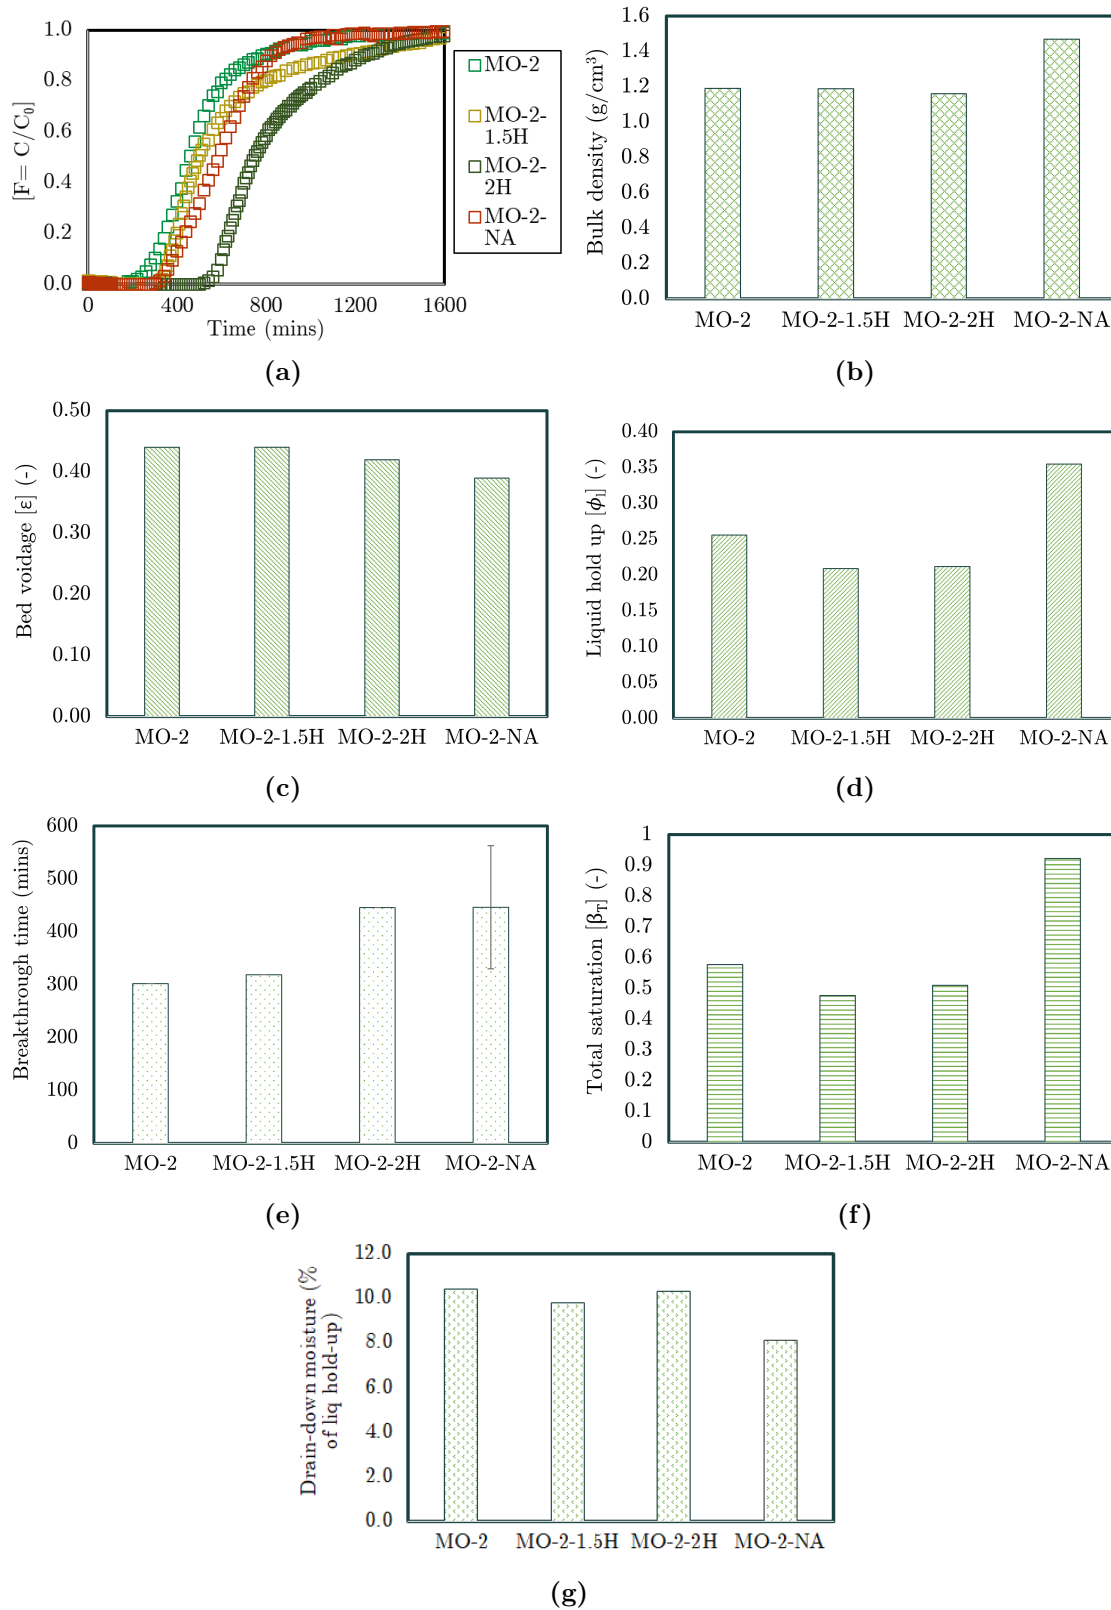 1.0
0.8
0.6
0.4
0.2
0.0
[F= C/C0]
0 400 800 1200 1600
Time (mins)
MO-2
MO-2-
1.5H
MO-2-
2H
MO-2-
NA
(a)
1.6
1.4
1.2
1.0
0.8
0.6
0.4
0.2
0.0
Bulk density (g/cm³)
MO-2 MO-2-1.5H MO-2-2H MO-2-NA
(b)
0.50
0.40
0.30
0.20
0.10
0.00
Bed voidage [ε] (-)
MO-2 MO-2-1.5H MO-2-2H MO-2-NA
(c)
0.40
0.35
0.30
0.25
0.20
0.15
0.10
0.05
0.00
Liquid hold up [ϕl] (-)
MO-2 MO-2-1.5H MO-2-2H MO-2-NA
(d)
600
500
400
300
200
100
0
Breakthrough time (mins)
MO-2 MO-2-1.5H MO-2-2H MO-2-NA
(e)
1
0.9
0.8
0.7
0.6
0.5
0.4
0.3
0.2
0.1
0
Total saturation [βT] (-)
MO-2 MO-2-1.5H MO-2-2H MO-2-NA
(f)
12.0
10.0
8.0
6.0
4.0
2.0
0.0
Drain-down moisture (%
of liq hold-up)
MO-2 MO-2-1.5H MO-2-2H MO-2-NA
(g)